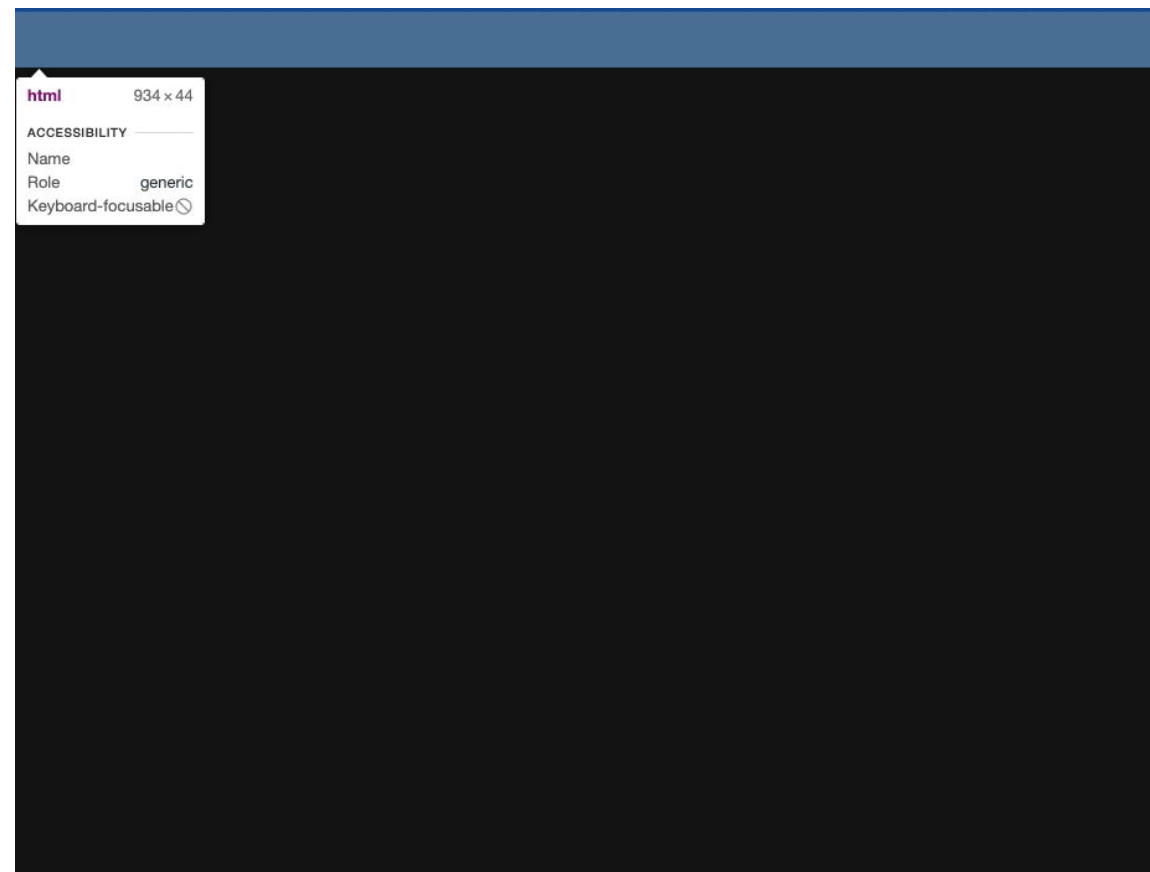 html 934 × 44
ACCESSIBILITY
Name
Role generic
Keyboard-focusable